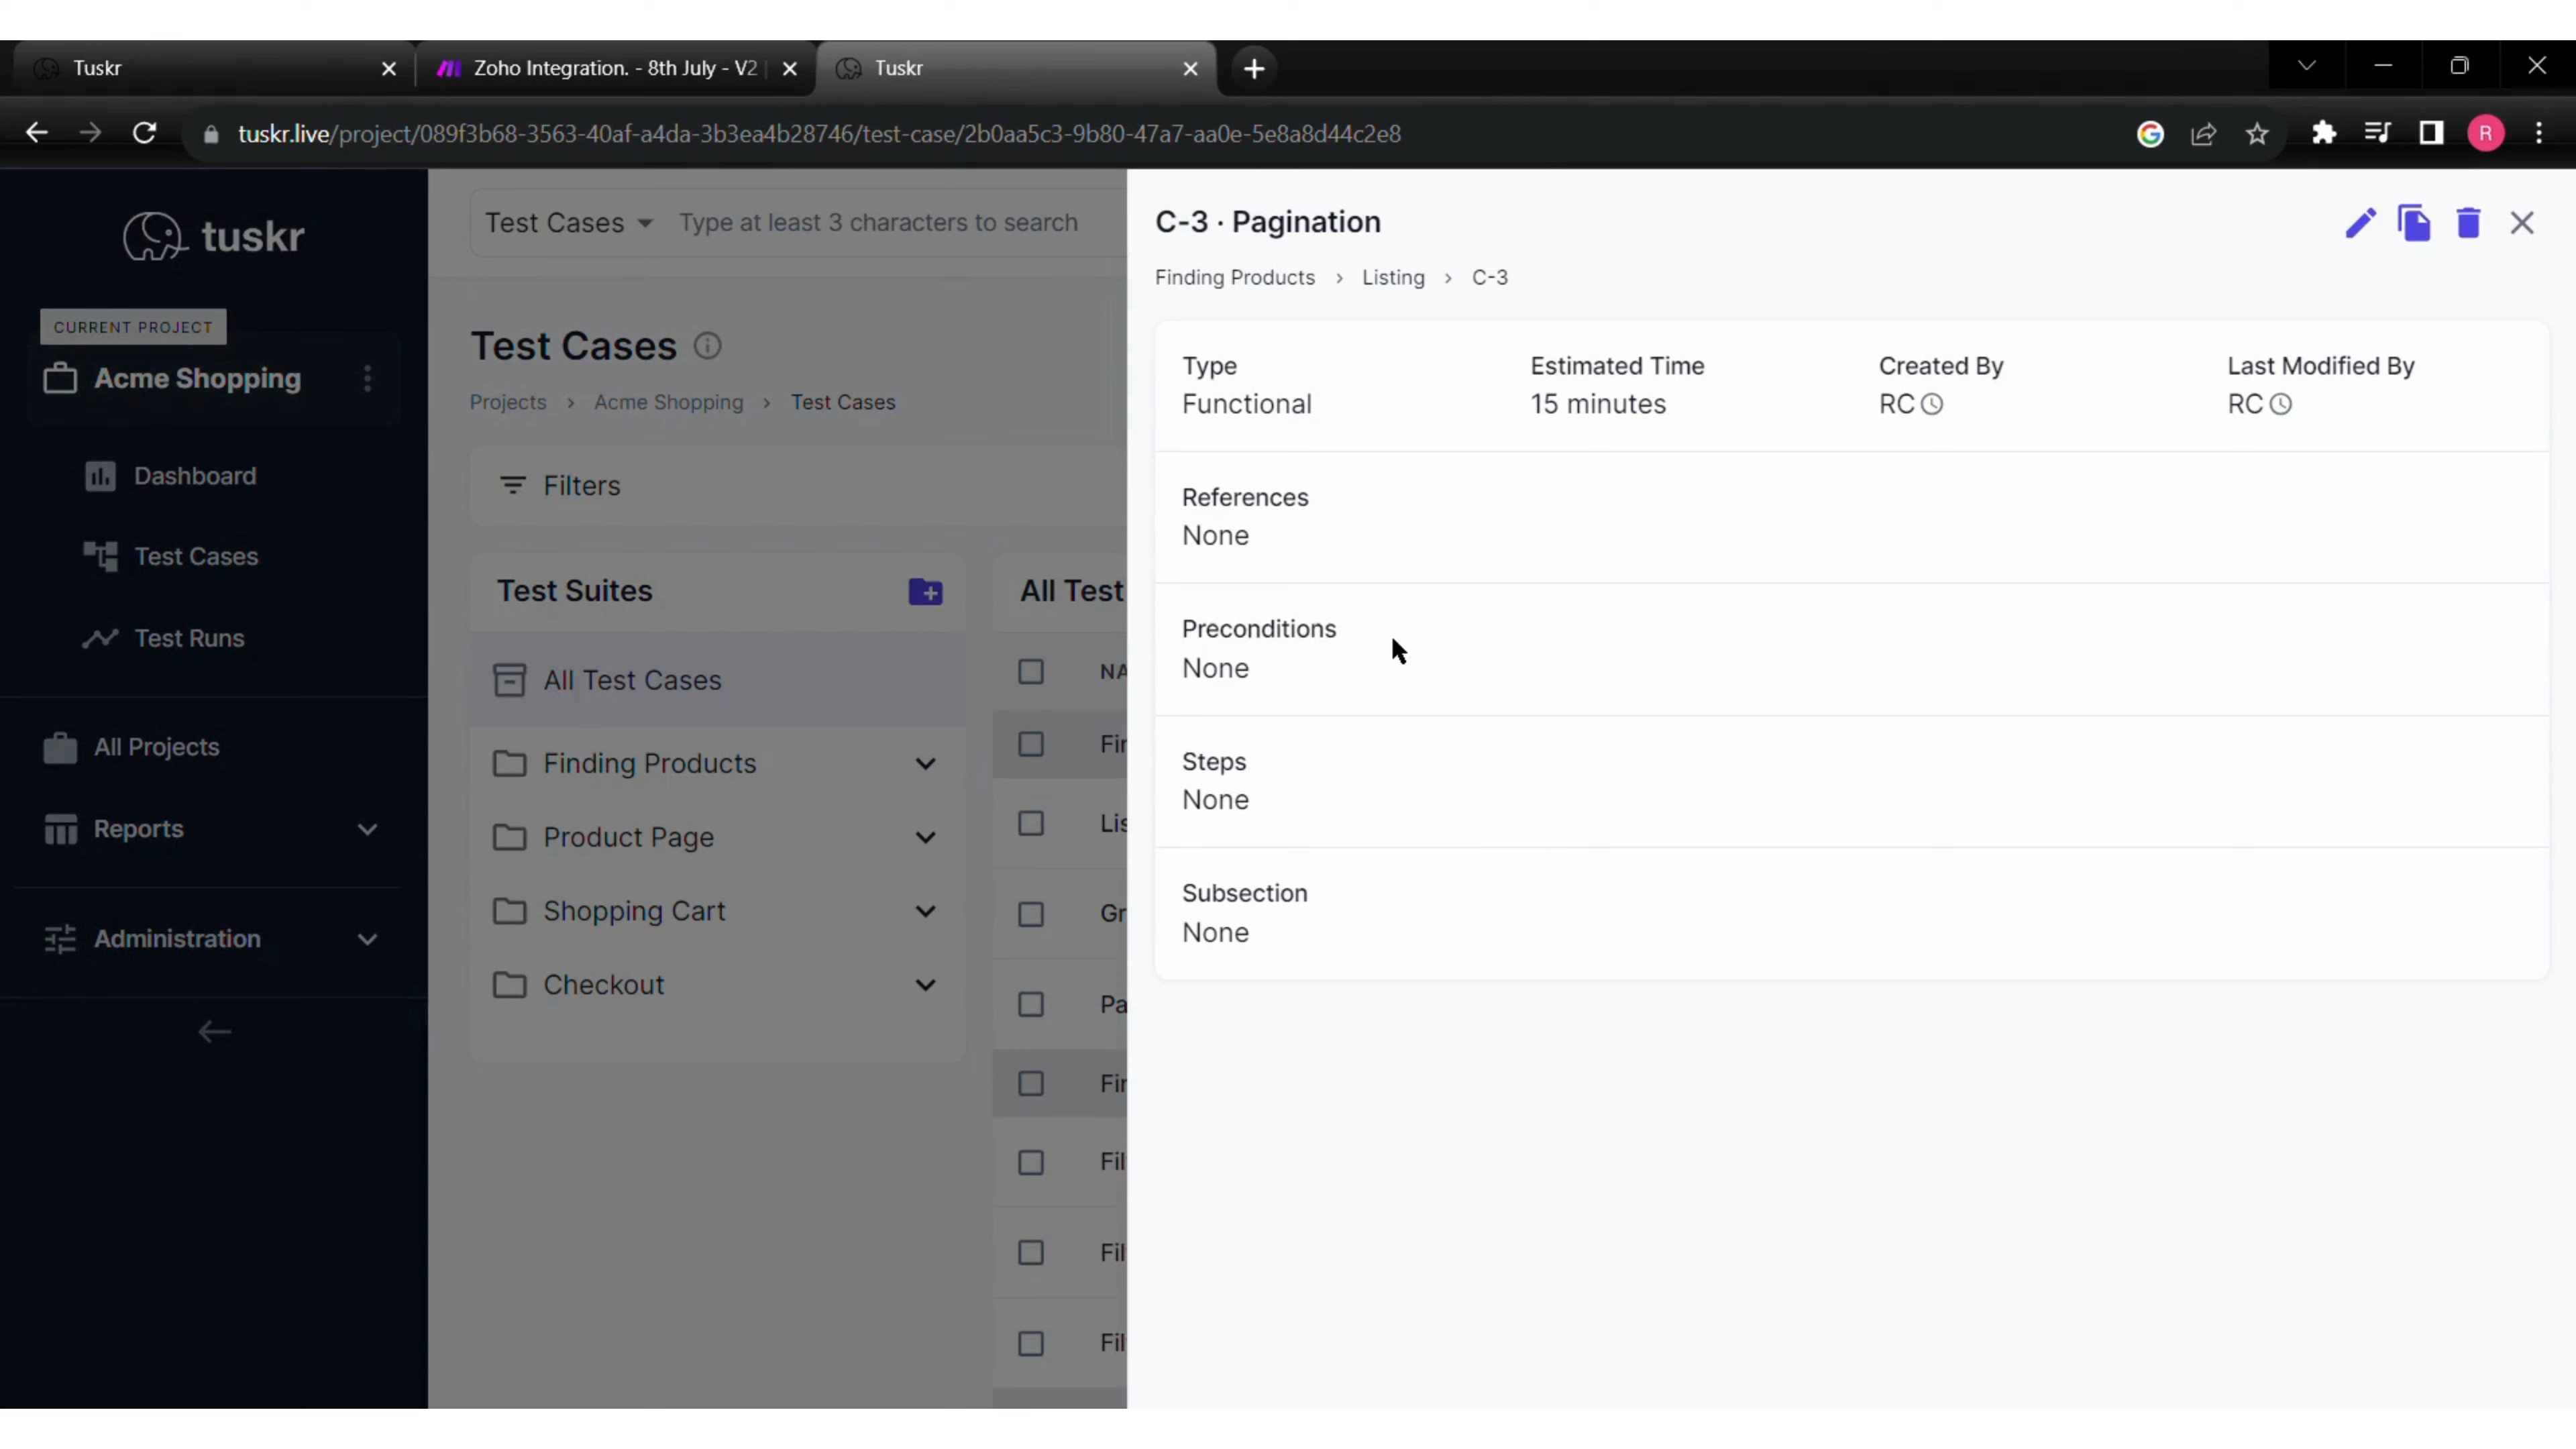 Tuskr
Zoho Integration. - 8th July - V2
Tuskr
tuskr.live/project/089f3b68-3563-40af-a4da-3b3ea4b28746/test-case/2b0aa5c3-9b80-47a7-aa0e-5e8a8d44c2e8
R
tuskr
CURRENT PROJECT
Acme Shopping
Dashboard
Test Cases
Test Runs
All Projects
Reports
Administration
Test Cases
Type at least 3 characters to search
Test Cases
Projects > Acme Shopping > Test Cases
Filters
Test Suites
All Test Cases
Finding Products
Product Page
Shopping Cart
Checkout
All Test
NA
Fin
Lis
Gr
Pa
Fin
Fil
Fil
Fil
C-3 · Pagination
Finding Products > Listing > C-3
Type
Functional
Estimated Time
15 minutes
Created By
RC
Last Modified By
RC
References
None
Preconditions
None
Steps
None
Subsection
None